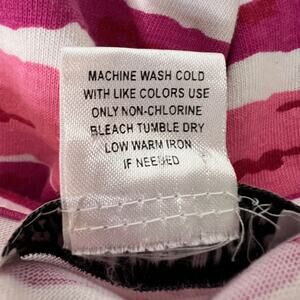 MACHINE WASH COLD
WITH LIKE COLORS USE
ONLY NON-CHLORINE
BLEACH TUMBLE DRY
LOW WARM IRON
IF NEEDED